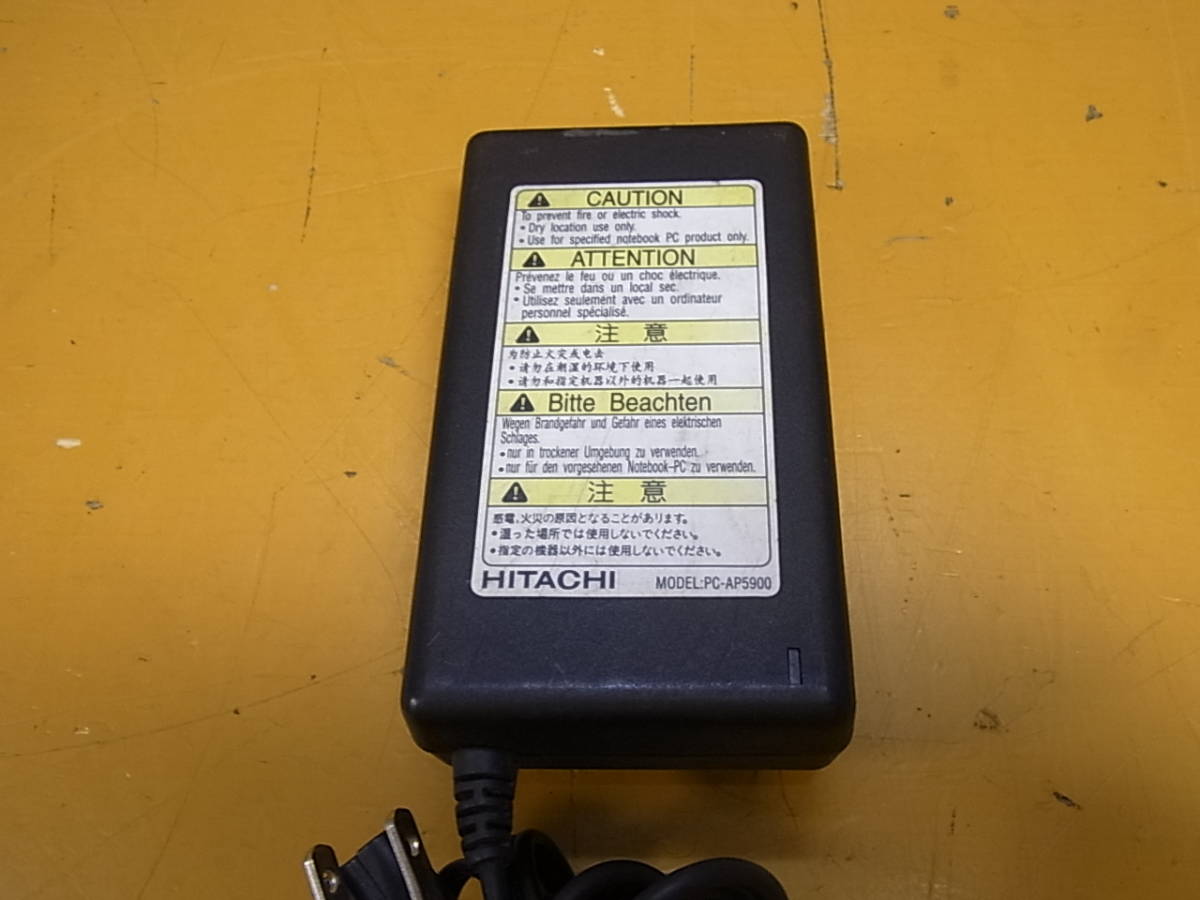 CAUTION
To prevent fire or electric shock.
• Dry location use only.
• Use for specified notebook PC product only.
ATTENTION
Prévenez le feu ou un choc électrique.
• Se mettre dans un local sec.
• Utilisez seulement avec un ordinateur
personnel spécialisé.
注 意
为防止火灾或电击
• 请勿在潮湿的环境下使用
• 请勿和指定机器以外的机器一起使用
Bitte Beachten
Wegen Brandgefahr und Gefahr eines elektrischen
Schlages.
• nur in trockener Umgebung zu verwenden.
• nur für den vorgesehenen Notebook-PC zu verwenden.
注 意
感電、火災の原因となることがあります。
• 湿った場所では使用しないでください。
• 指定の機器以外には使用しないでください。
HITACHI MODEL:PC-AP5900